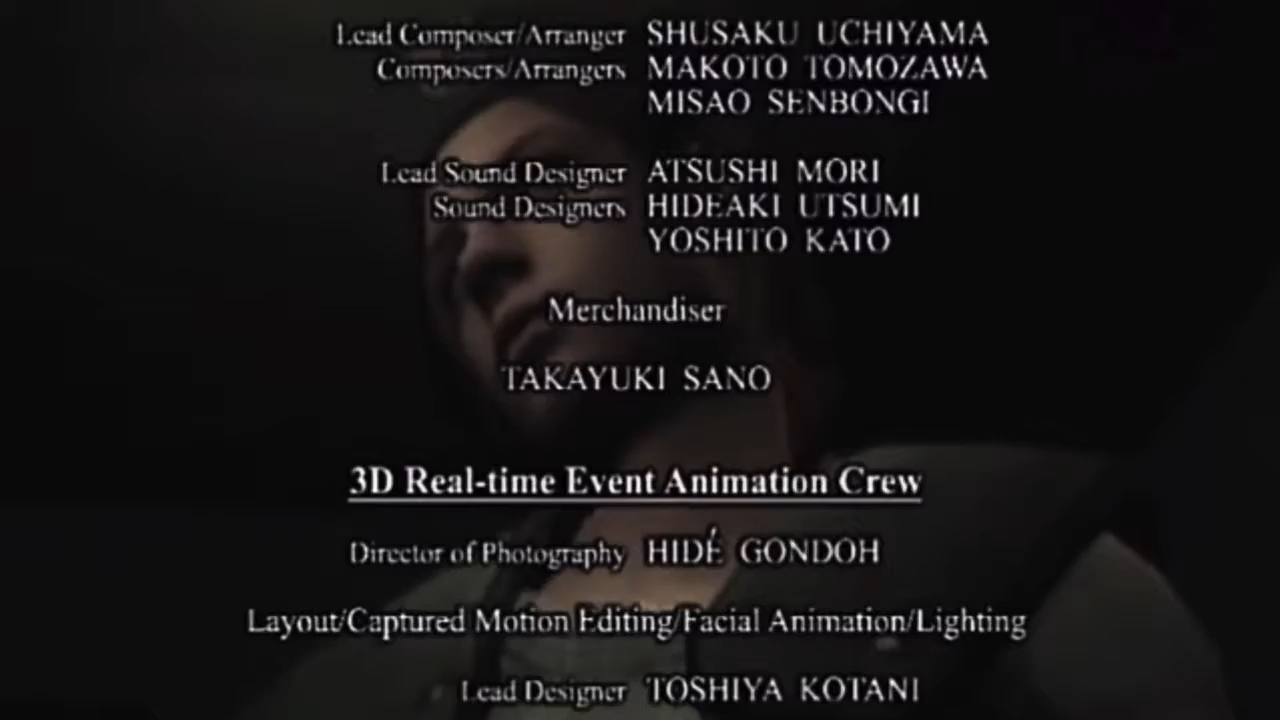 Lead Composer/Arranger SHUSAKU UCHIYAMA
Composers/Arrangers MAKOTO TOMOZAWA
MISAO SENBONGI
Lead Sound Designer ATSUSHI MORI
Sound Designers HIDEAKI UTSUMI
YOSHITO KATO
Merchandiser
TAKAYUKI SANO
3D Real-time Event Animation Crew
Director of Photography HIDÉ GONDOH
Layout/Captured Motion Editing/Facial Animation/Lighting
Lead Designer TOSHIYA KOTANI